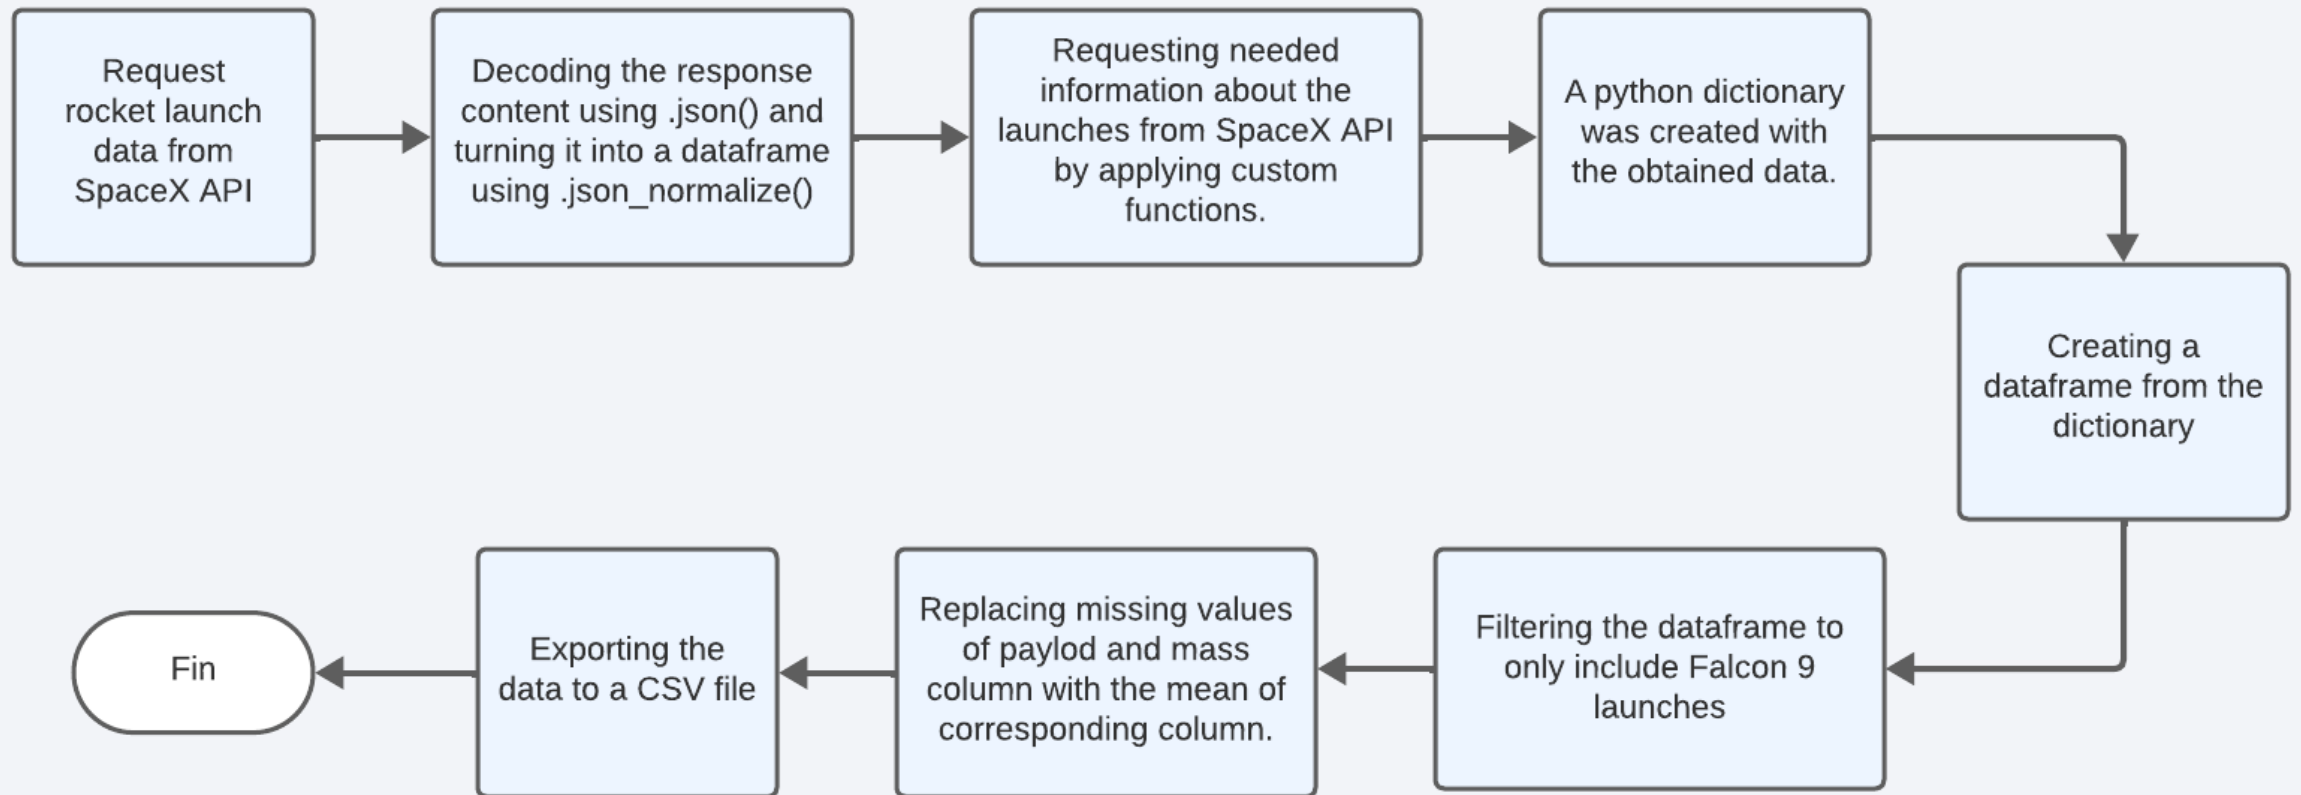 Request
rocket launch
data from
SpaceX API
Decoding the response
content using .json() and
turning it into a dataframe
using .json_normalize()
Requesting needed
information about the
launches from SpaceX API
by applying custom
functions.
A python dictionary
was created with
the obtained data.
Creating a
dataframe from the
dictionary
Filtering the dataframe to
only include Falcon 9
launches
Replacing missing values
of paylod and mass
column with the mean of
corresponding column.
Exporting the
data to a CSV file
Fin